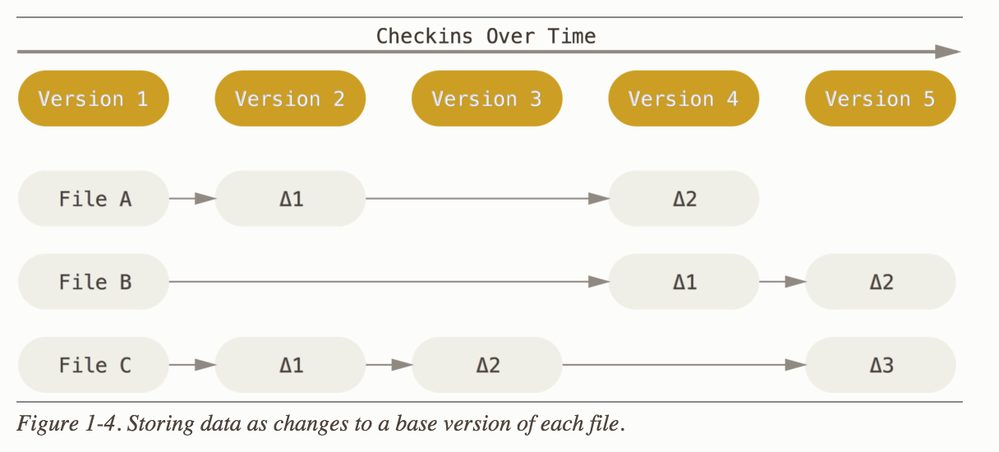 Checkins Over Time
Version 1 Version 2 Version 3 Version 4 Version 5
File A Δ1 Δ2
File B Δ1 Δ2
File C Δ1 Δ2 Δ3
Figure 1-4. Storing data as changes to a base version of each file.